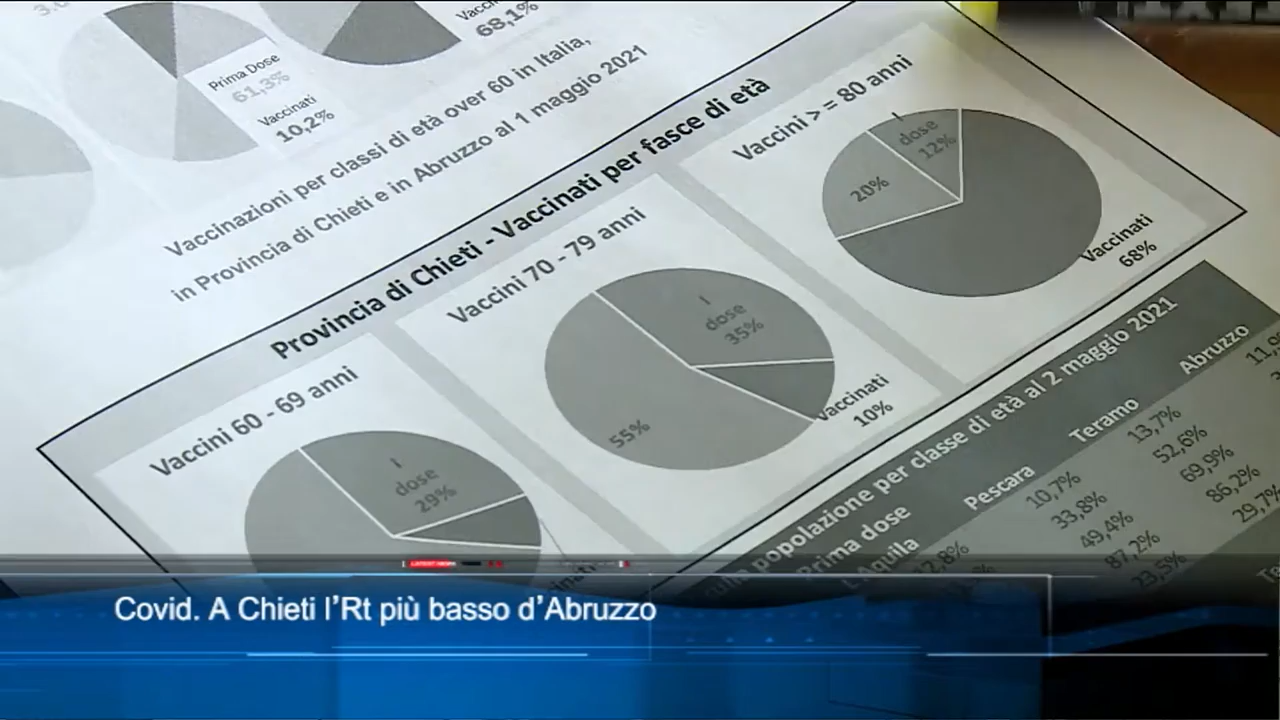 Prima Dose
61,3%
Vaccinati
10,2%
68,1%
Vaccinazioni per classi di età over 60 in Italia,
in Provincia di Chieti e in Abruzzo al 1 maggio 2021
Provincia di Chieti - Vaccinati per fasce di età
Vaccini 60 - 69 anni
I
dose
29%
Vaccini 70 - 79 anni
I
dose
35%
55%
Vaccinati
10%
Vaccini > = 80 anni
I
dose
12%
20%
Vaccinati
68%
popolazione per classe di età al 2 maggio 2021
Prima dose
L'Aquila
Pescara
Teramo
Abruzzo
10,7%
33,8%
49,4%
87,2%
23,5%
13,7%
52,6%
69,9%
86,2%
29,7%
LATEST NEWS
Covid. A Chieti l'Rt più basso d'Abruzzo